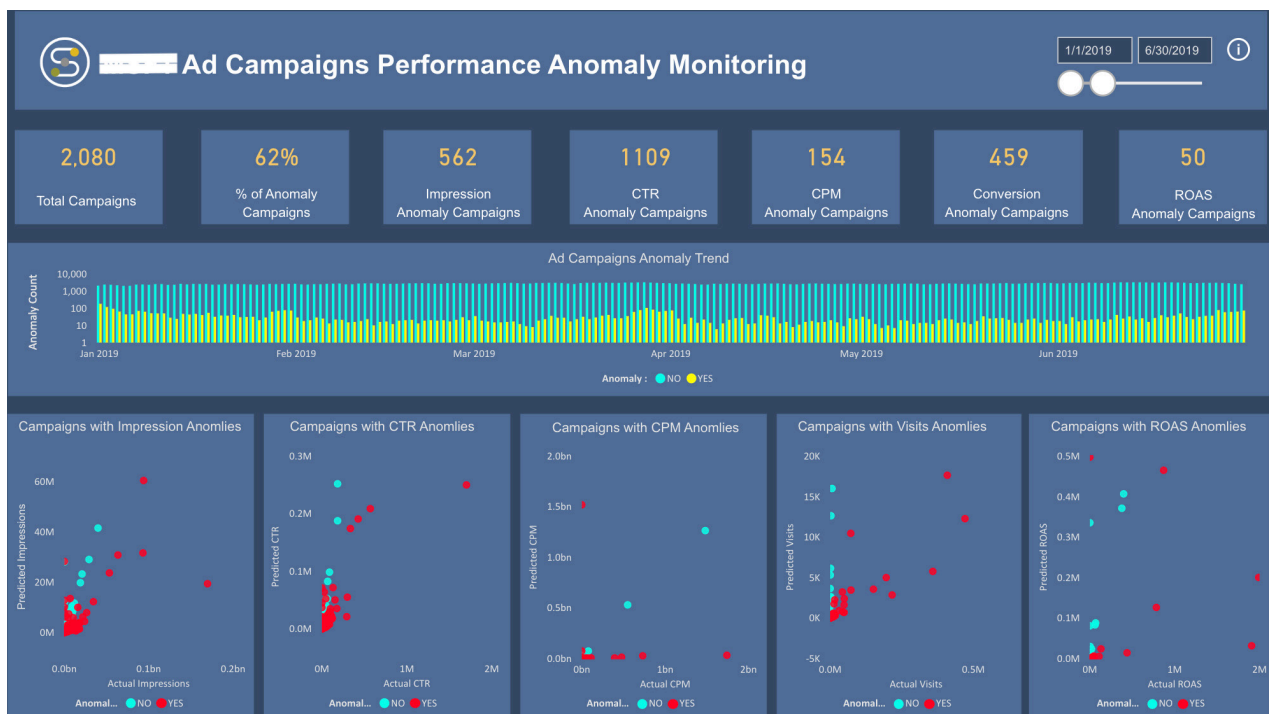 Ad Campaigns Performance Anomaly Monitoring
1/1/2019 6/30/2019
2,080
Total Campaigns
62%
% of Anomaly
Campaigns
562
Impression
Anomaly Campaigns
1109
CTR
Anomaly Campaigns
154
CPM
Anomaly Campaigns
459
Conversion
Anomaly Campaigns
50
ROAS
Anomaly Campaigns
Ad Campaigns Anomaly Trend
Anomaly Count
10,000
1,000
100
10
1
Jan 2019 Feb 2019 Mar 2019 Apr 2019 May 2019 Jun 2019
Anomaly : NO YES
Campaigns with Impression Anomlies
Predicted Impressions
60M
40M
20M
0M
0.0bn 0.1bn 0.2bn
Actual Impressions
Anomal... NO YES
Campaigns with CTR Anomlies
Predicted CTR
0.3M
0.2M
0.1M
0.0M
0M 1M 2M
Actual CTR
Anomal... NO YES
Campaigns with CPM Anomlies
Predicted CPM
2.0bn
1.5bn
1.0bn
0.5bn
0.0bn
0bn 1bn 2bn
Actual CPM
Anomal... NO YES
Campaigns with Visits Anomlies
Predicted Visits
20K
15K
10K
5K
0K
-5K
0.0M 0.5M
Actual Visits
Anomal... NO YES
Campaigns with ROAS Anomlies
Predicted ROAS
0.5M
0.4M
0.3M
0.2M
0.1M
0.0M
0M 1M 2M
Actual ROAS
Anomal... NO YES